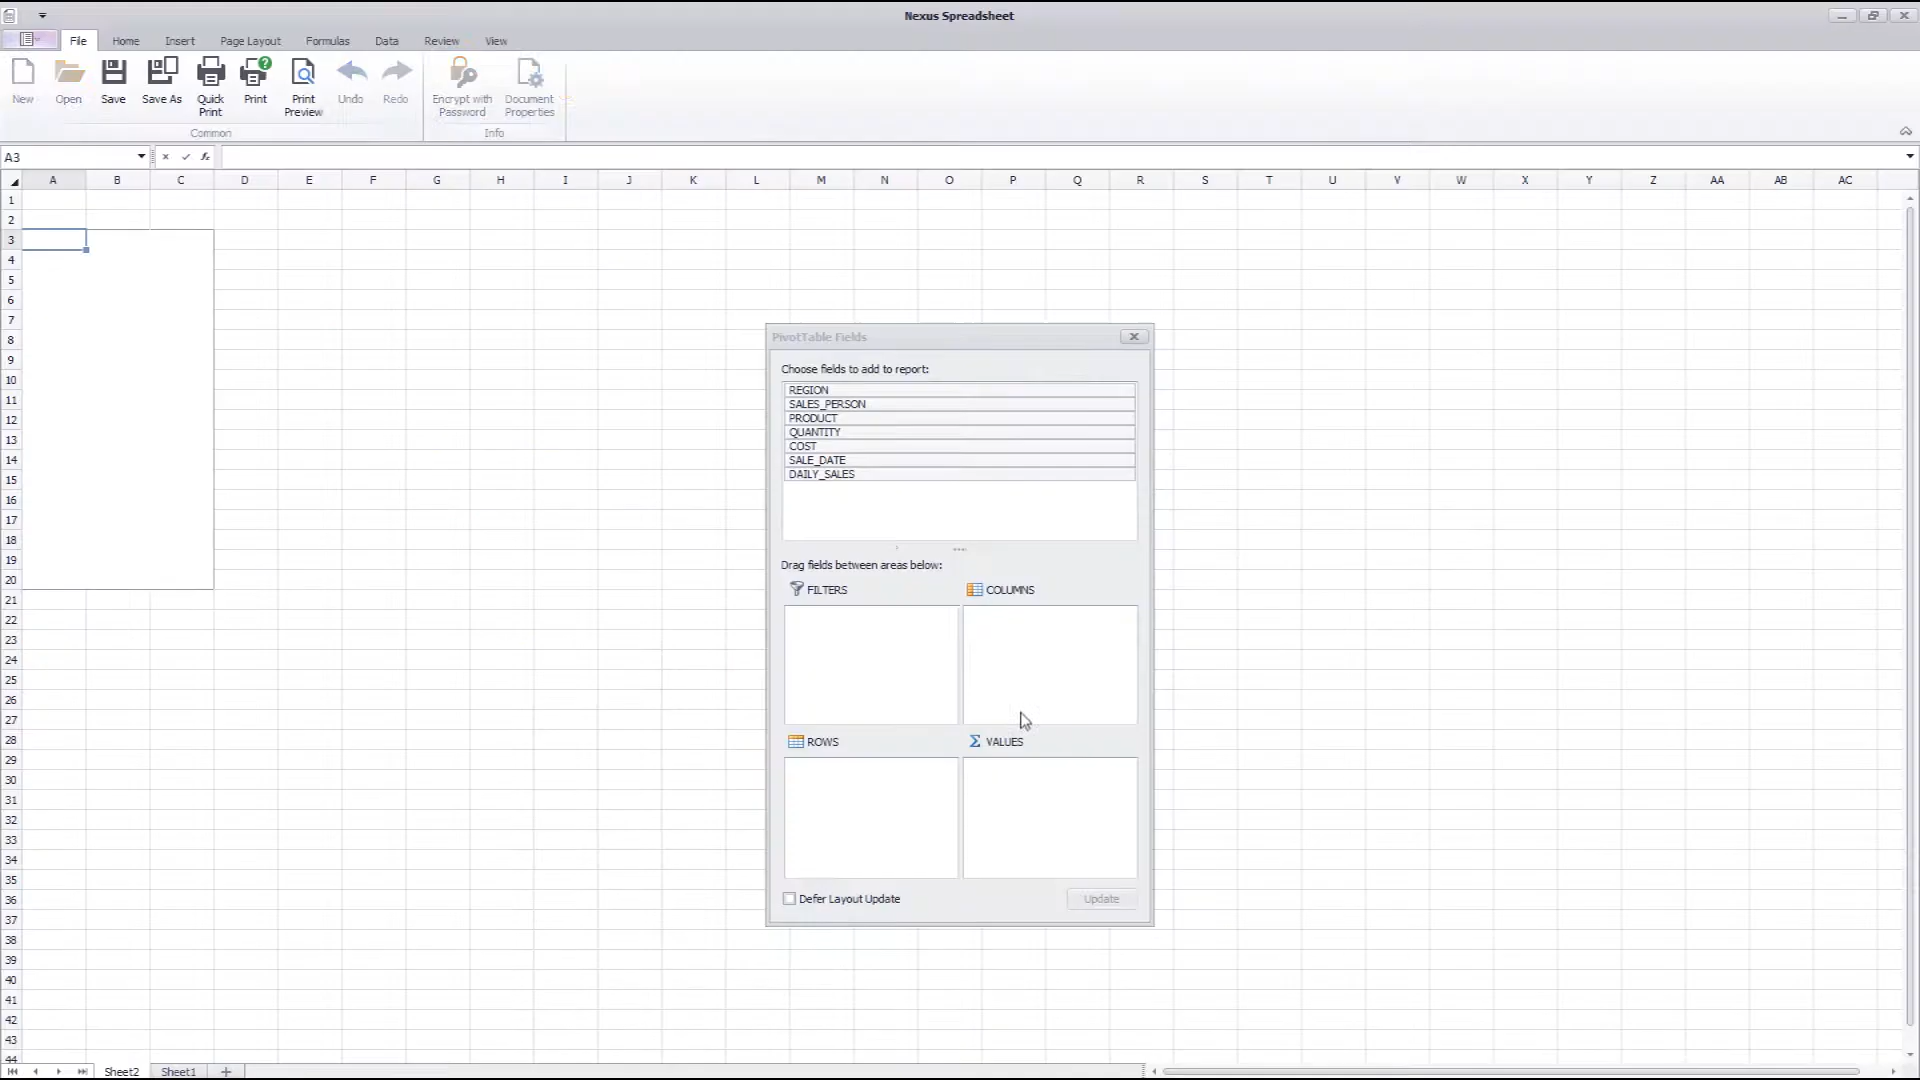 Nexus Spreadsheet
File Home Insert Page Layout Formulas Data Review View
New Open Save Save As Quick Print Print Print Preview Undo Redo Encrypt with Password Document Properties
Common Info
A3
A B C D E F G H I J K L M N O P Q R S T U V W X Y Z AA AB AC
1
2
3
4
5
6
7
8
9
10
11
12
13
14
15
16
17
18
19
20
21
22
23
24
25
26
27
28
29
30
31
32
33
34
35
36
37
38
39
40
41
42
43
44
PivotTable Fields
Choose fields to add to report:
REGION
SALES_PERSON
PRODUCT
QUANTITY
COST
SALE_DATE
DAILY_SALES
Drag fields between areas below:
FILTERS COLUMNS
ROWS VALUES
Defer Layout Update Update
Sheet2 Sheet1